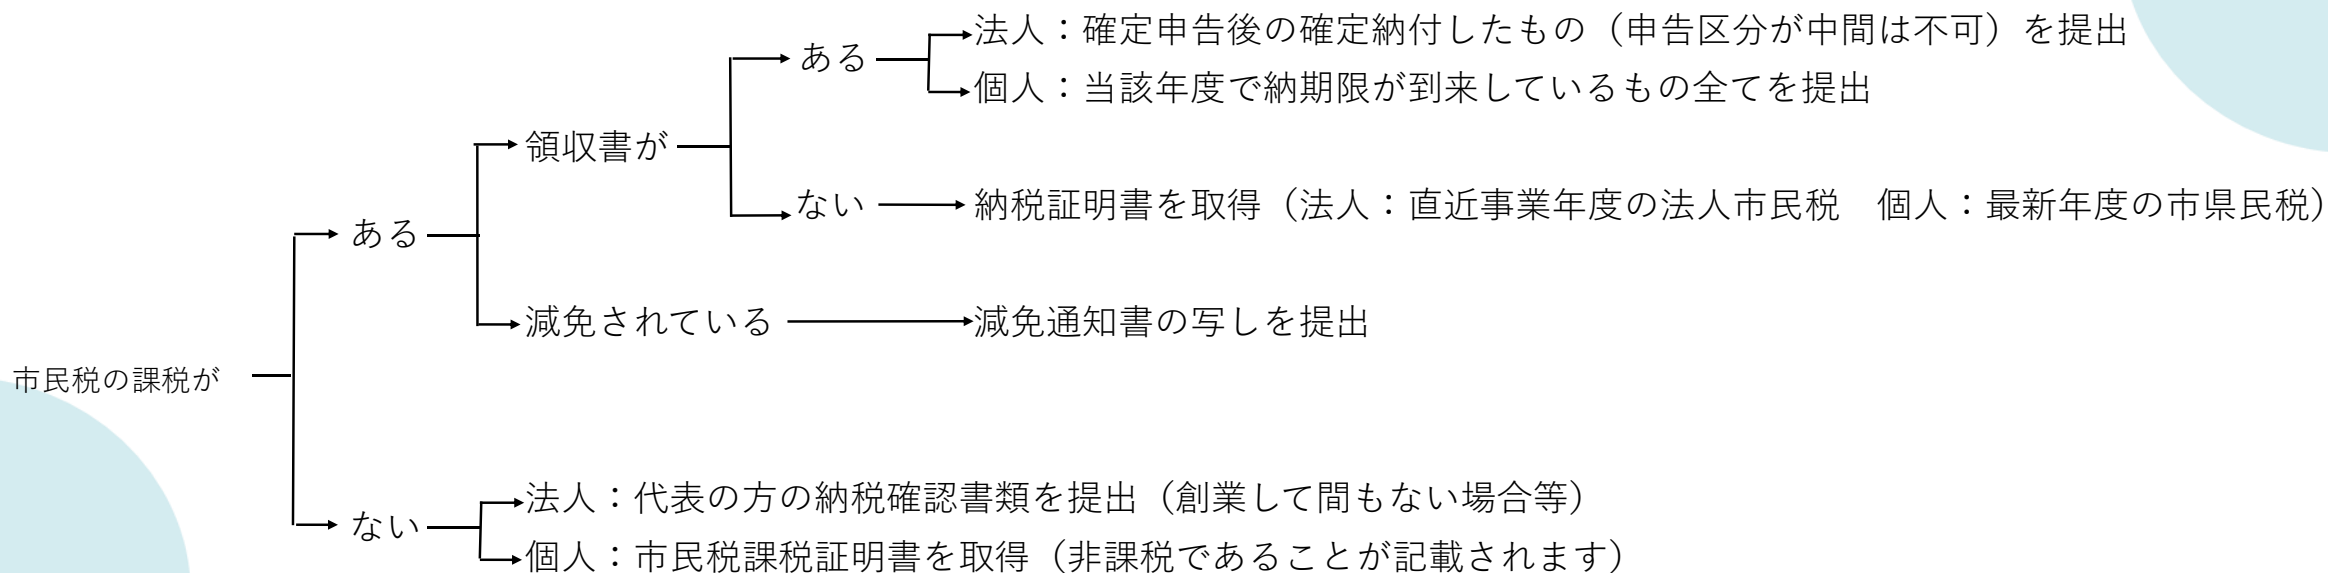 法人：確定申告後の確定納付したもの（申告区分が中間は不可）を提出
ある
個人：当該年度で納期限が到来しているもの全てを提出
領収書が
ない
納税証明書を取得（法人：直近事業年度の法人市民税　個人：最新年度の市県民税）
ある
減免されている
減免通知書の写しを提出
市民税の課税が
法人：代表の方の納税確認書類を提出（創業して間もない場合等）
ない
個人：市民税課税証明書を取得（非課税であることが記載されます）